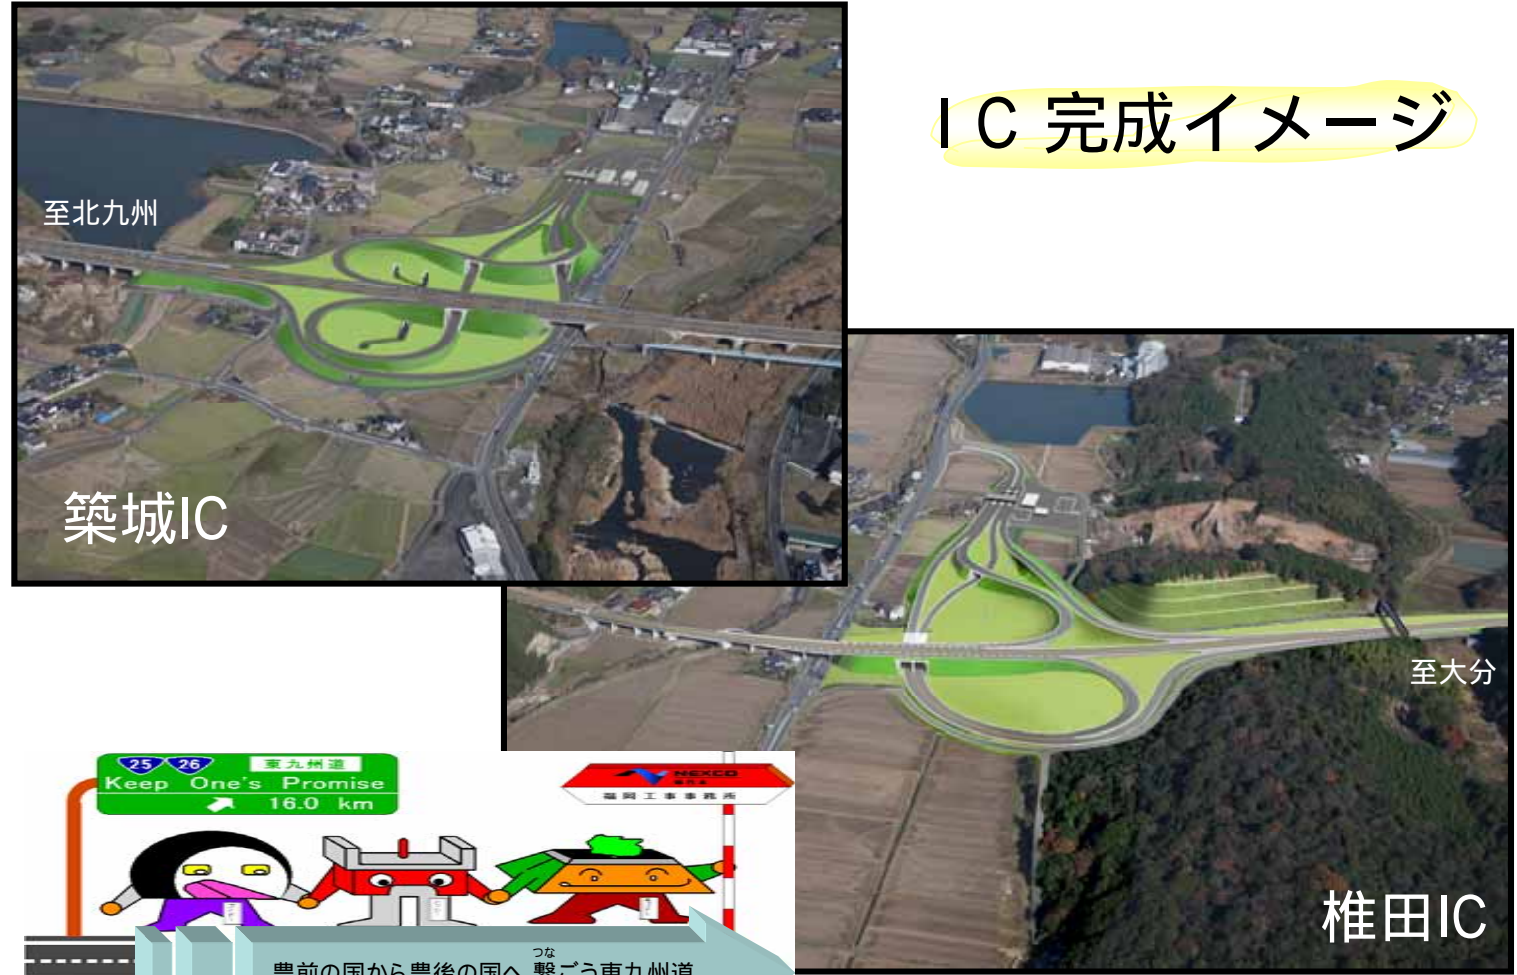 IC 完成イメージ
至北九州
築城IC
至大分
椎田IC
25 26 東九州道
Keep One's Promise
16.0 km
NEXCO
福岡工事事務所
つな
豊前の国から豊後の国へ 繋ごう東九州道